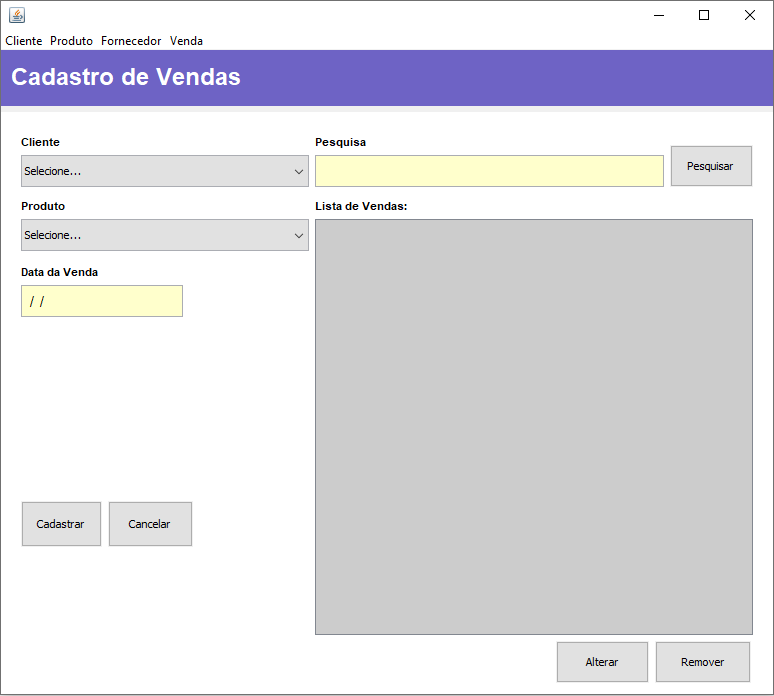 Cliente Produto Fornecedor Venda
Cadastro de Vendas
Cliente
Selecione...
Pesquisa
Pesquisar
Produto
Selecione...
Lista de Vendas:
Data da Venda
/ /
Cadastrar
Cancelar
Alterar
Remover